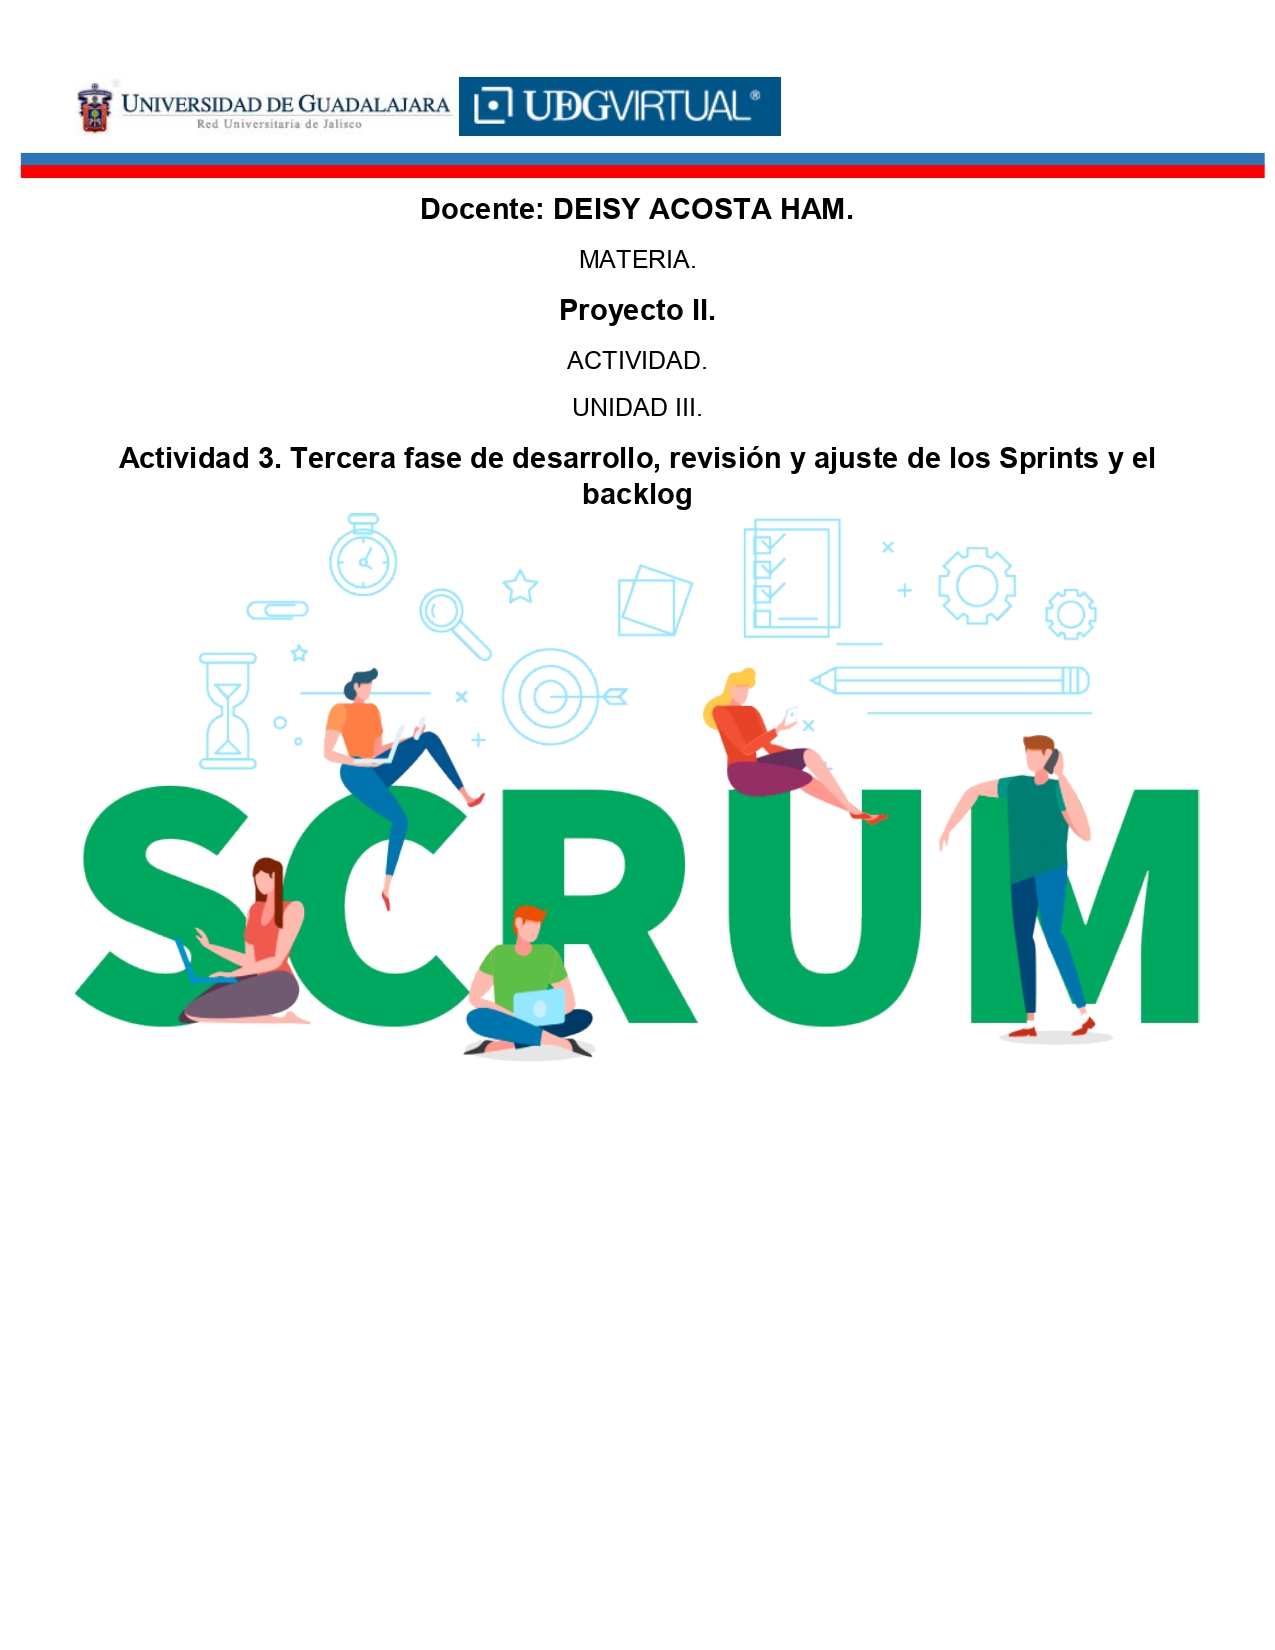 UNIVERSIDAD DE GUADALAJARA
Red Universitaria de Jalisco
UDGVIRTUAL®
Docente: DEISY ACOSTA HAM.
MATERIA.
Proyecto II.
ACTIVIDAD.
UNIDAD III.
Actividad 3. Tercera fase de desarrollo, revisión y ajuste de los Sprints y el
backlog
SCRUM